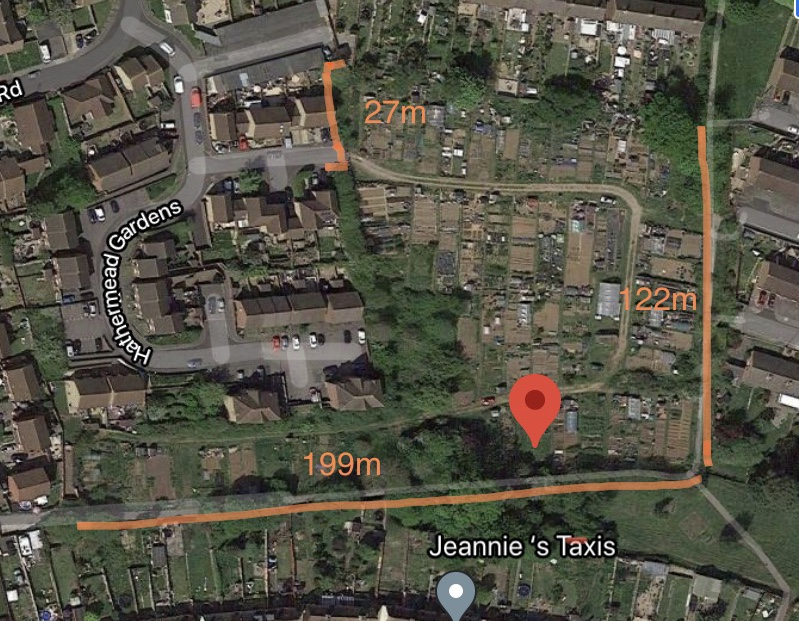 Rd
27m
Hathermead Gardens
122m
199m
Jeannie 's Taxis